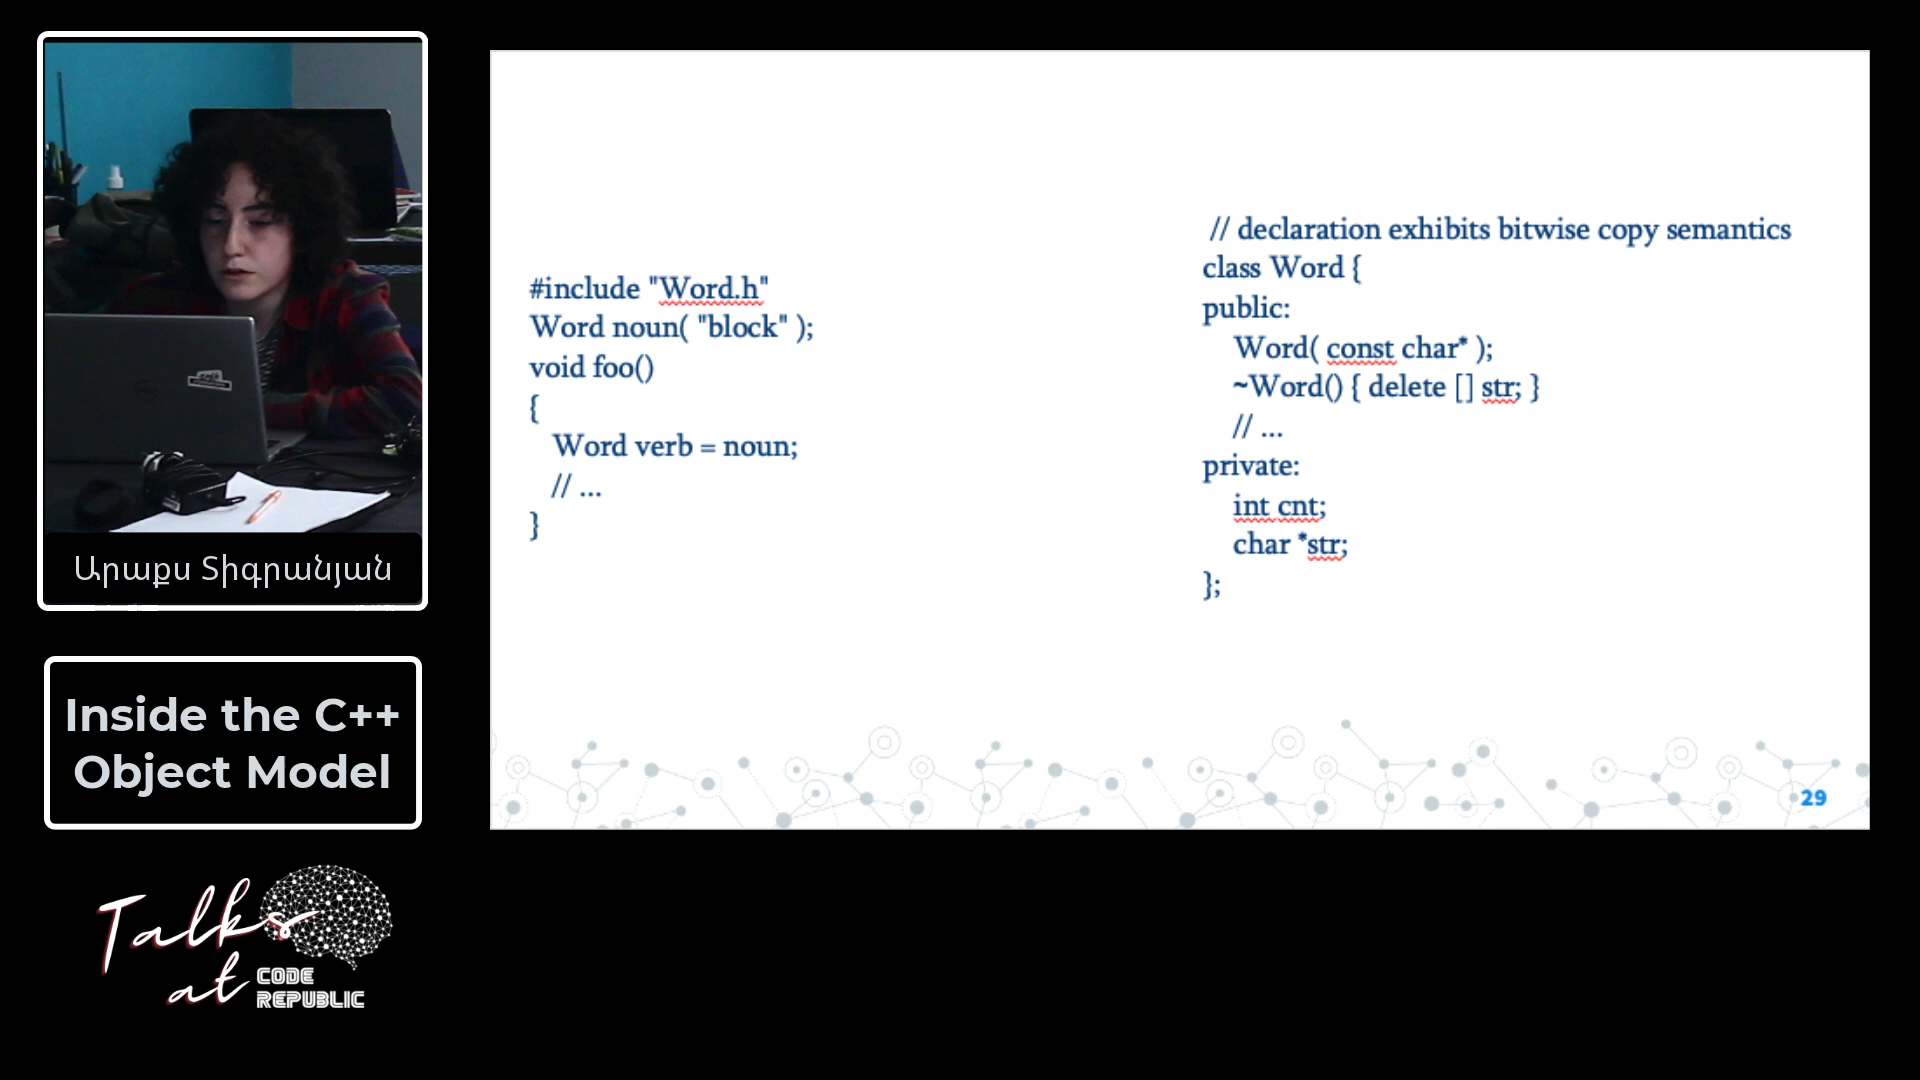 Արաքս Տիգրանյան
Inside the C++
Object Model
Talks
at CODE
REPUBLIC
#include "Word.h"
Word noun( "block" );
void foo()
{
Word verb = noun;
// ...
}
// declaration exhibits bitwise copy semantics
class Word {
public:
Word( const char* );
~Word() { delete [] str; }
// ...
private:
int cnt;
char *str;
};
29